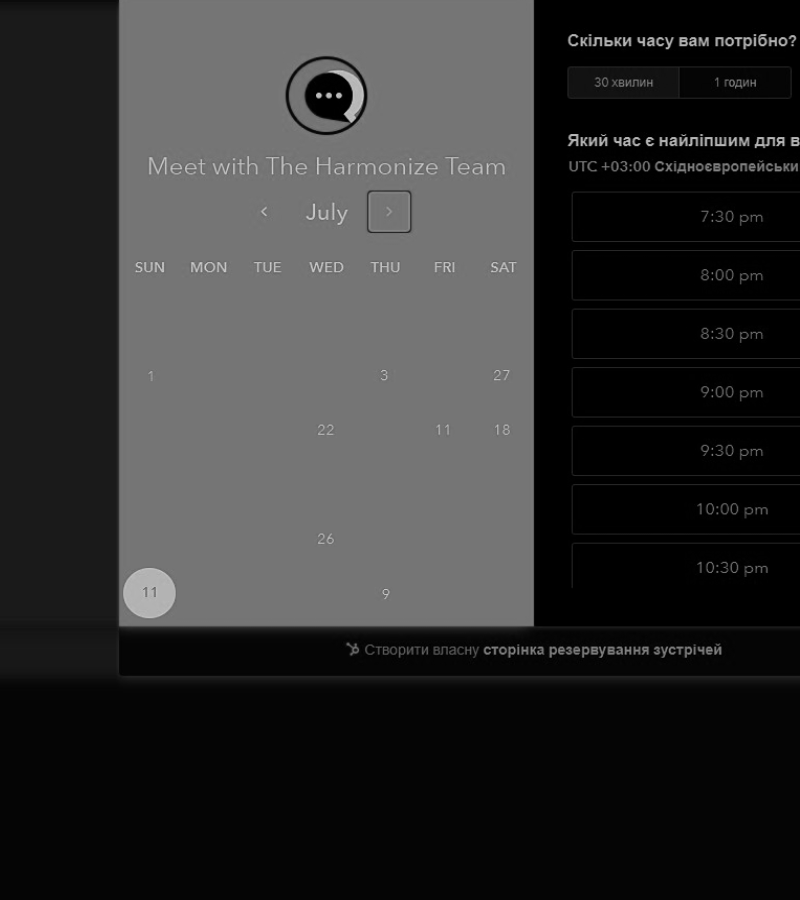 Meet with The Harmonize Team
July
SUN MON TUE WED THU FRI SAT
1 3 27
22 11 18
26
11 9
Скільки часу вам потрібно?
30 хвилин 1 годин
Який час є найліпшим для в
UTC +03:00 Східноєвропейськи
7:30 pm
8:00 pm
8:30 pm
9:00 pm
9:30 pm
10:00 pm
10:30 pm
Створити власну сторінка резервування зустрічей